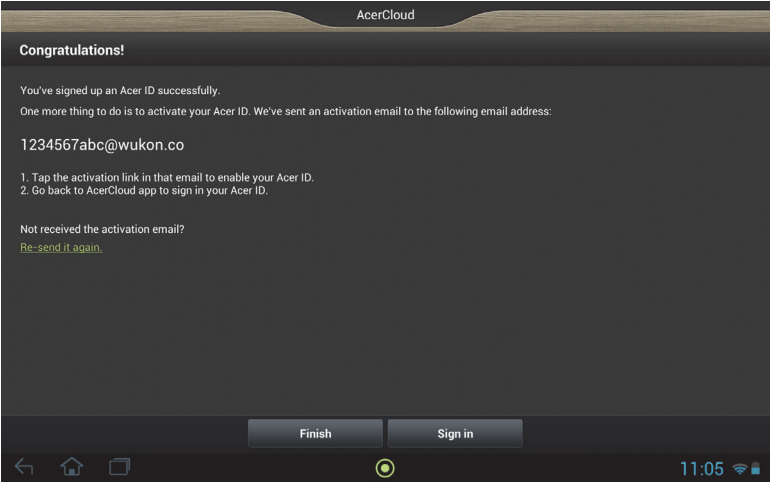 AcerCloud
Congratulations!
You've signed up an Acer ID successfully.
One more thing to do is to activate your Acer ID. We've sent an activation email to the following email address:
1234567abc@wukon.co
1. Tap the activation link in that email to enable your Acer ID.
2. Go back to AcerCloud app to sign in your Acer ID.
Not received the activation email?
Re-send it again.
Finish Sign in
11:05